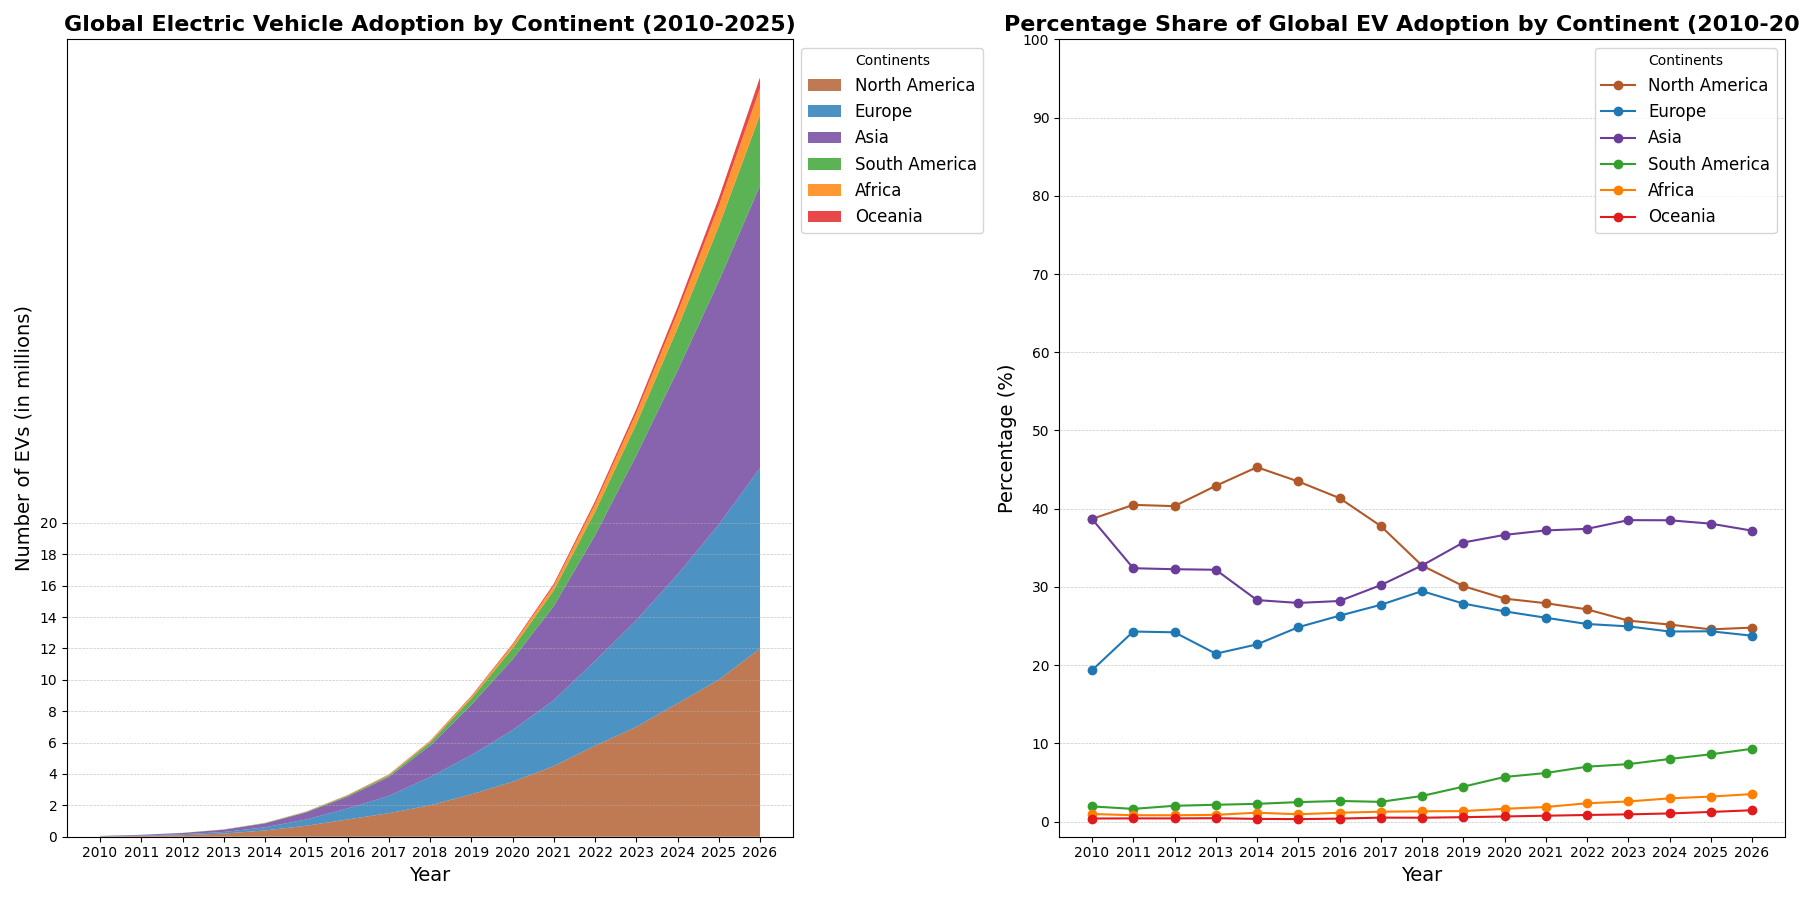 Global Electric Vehicle Adoption by Continent (2010-2025)
Number of EVs (in millions)
20
18
16
14
12
10
8
6
4
2
0
2010 2011 2012 2013 2014 2015 2016 2017 2018 2019 2020 2021 2022 2023 2024 2025 2026
Year
Continents
North America
Europe
Asia
South America
Africa
Oceania
Percentage Share of Global EV Adoption by Continent (2010-20
Percentage (%)
100
90
80
70
60
50
40
30
20
10
0
2010 2011 2012 2013 2014 2015 2016 2017 2018 2019 2020 2021 2022 2023 2024 2025 2026
Year
Continents
North America
Europe
Asia
South America
Africa
Oceania